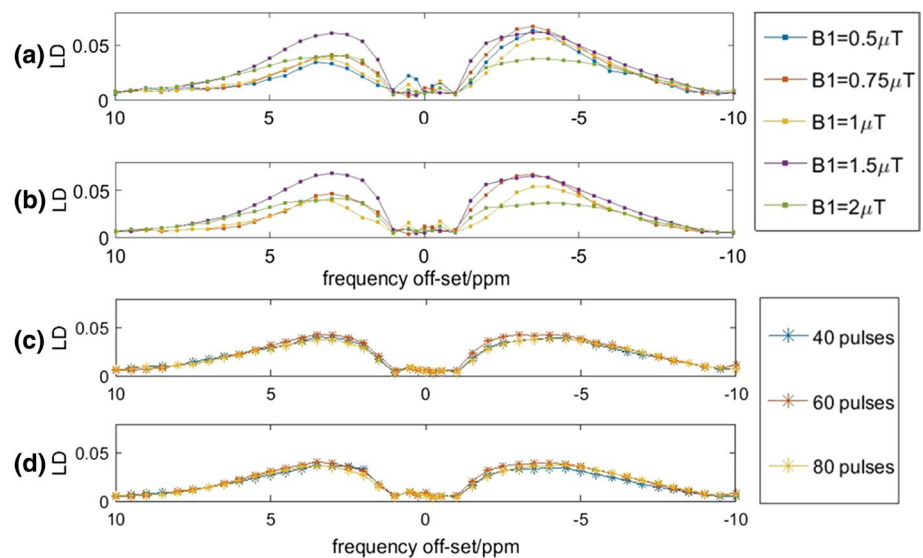 (a)
LD
0.05
0
10
5
0
-5
-10
(b)
LD
0.05
0
10
5
0
-5
-10
frequency off-set/ppm
B1=0.5μT
B1=0.75μT
B1=1μT
B1=1.5μT
B1=2μT
(c)
LD
0.05
0
10
5
0
-5
-10
(d)
LD
0.05
0
10
5
0
-5
-10
frequency off-set/ppm
40 pulses
60 pulses
80 pulses